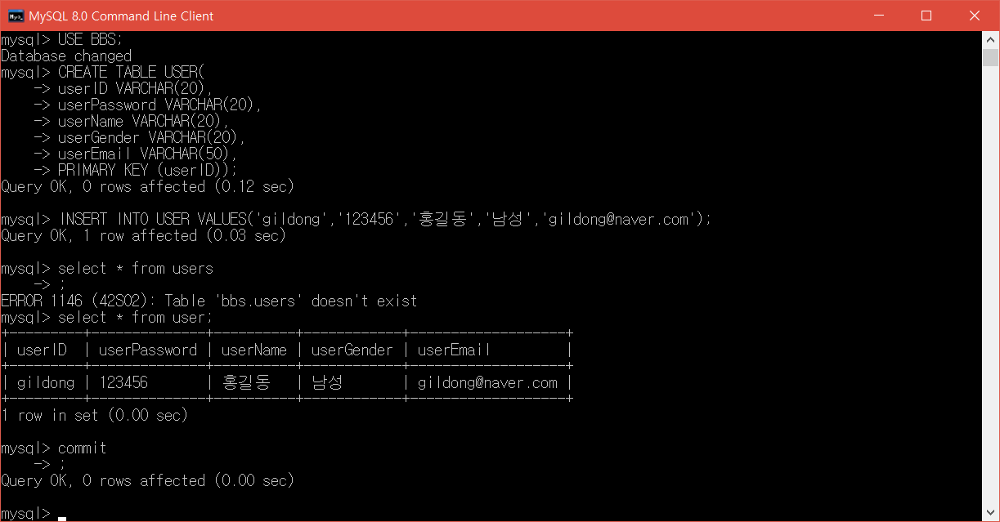 MySQL 8.0 Command Line Client
mysql> USE BBS;
Database changed
mysql> CREATE TABLE USER(
    -> userID VARCHAR(20),
    -> userPassword VARCHAR(20),
    -> userName VARCHAR(20),
    -> userGender VARCHAR(20),
    -> userEmail VARCHAR(50),
    -> PRIMARY KEY (userID));
Query OK, 0 rows affected (0.12 sec)
mysql> INSERT INTO USER VALUES('gildong','123456','홍길동','남성','gildong@naver.com');
Query OK, 1 row affected (0.03 sec)
mysql> select * from users
    -> ;
ERROR 1146 (42S02): Table 'bbs.users' doesn't exist
mysql> select * from user;
+---------+--------------+----------+------------+-------------------+
| userID  | userPassword | userName | userGender | userEmail         |
+---------+--------------+----------+------------+-------------------+
| gildong | 123456       | 홍길동   | 남성       | gildong@naver.com |
+---------+--------------+----------+------------+-------------------+
1 row in set (0.00 sec)
mysql> commit
    -> ;
Query OK, 0 rows affected (0.00 sec)
mysql>